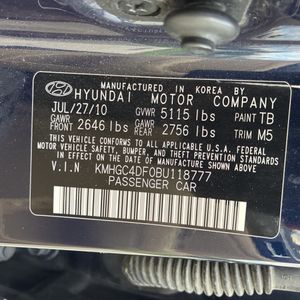 MANUFACTURED IN KOREA
HYUNDAI MOTOR COMPANY
JUL/27/10 GVWR 5115 lbs PAINT TB
GAWR FRONT 2646 lbs GAWR REAR 2756 lbs TRIM M5
THIS VEHICLE CONFORMS TO ALL APPLICABLE U.S.A. FEDERAL
MOTOR VEHICLE SAFETY, BUMPER, AND THEFT PREVENTION
STANDARDS IN EFFECT ON THE DATE OF MANUFACTURE SHOWN ABOVE.
V.I.N KMHGC4DF0BU118777
PASSENGER CAR